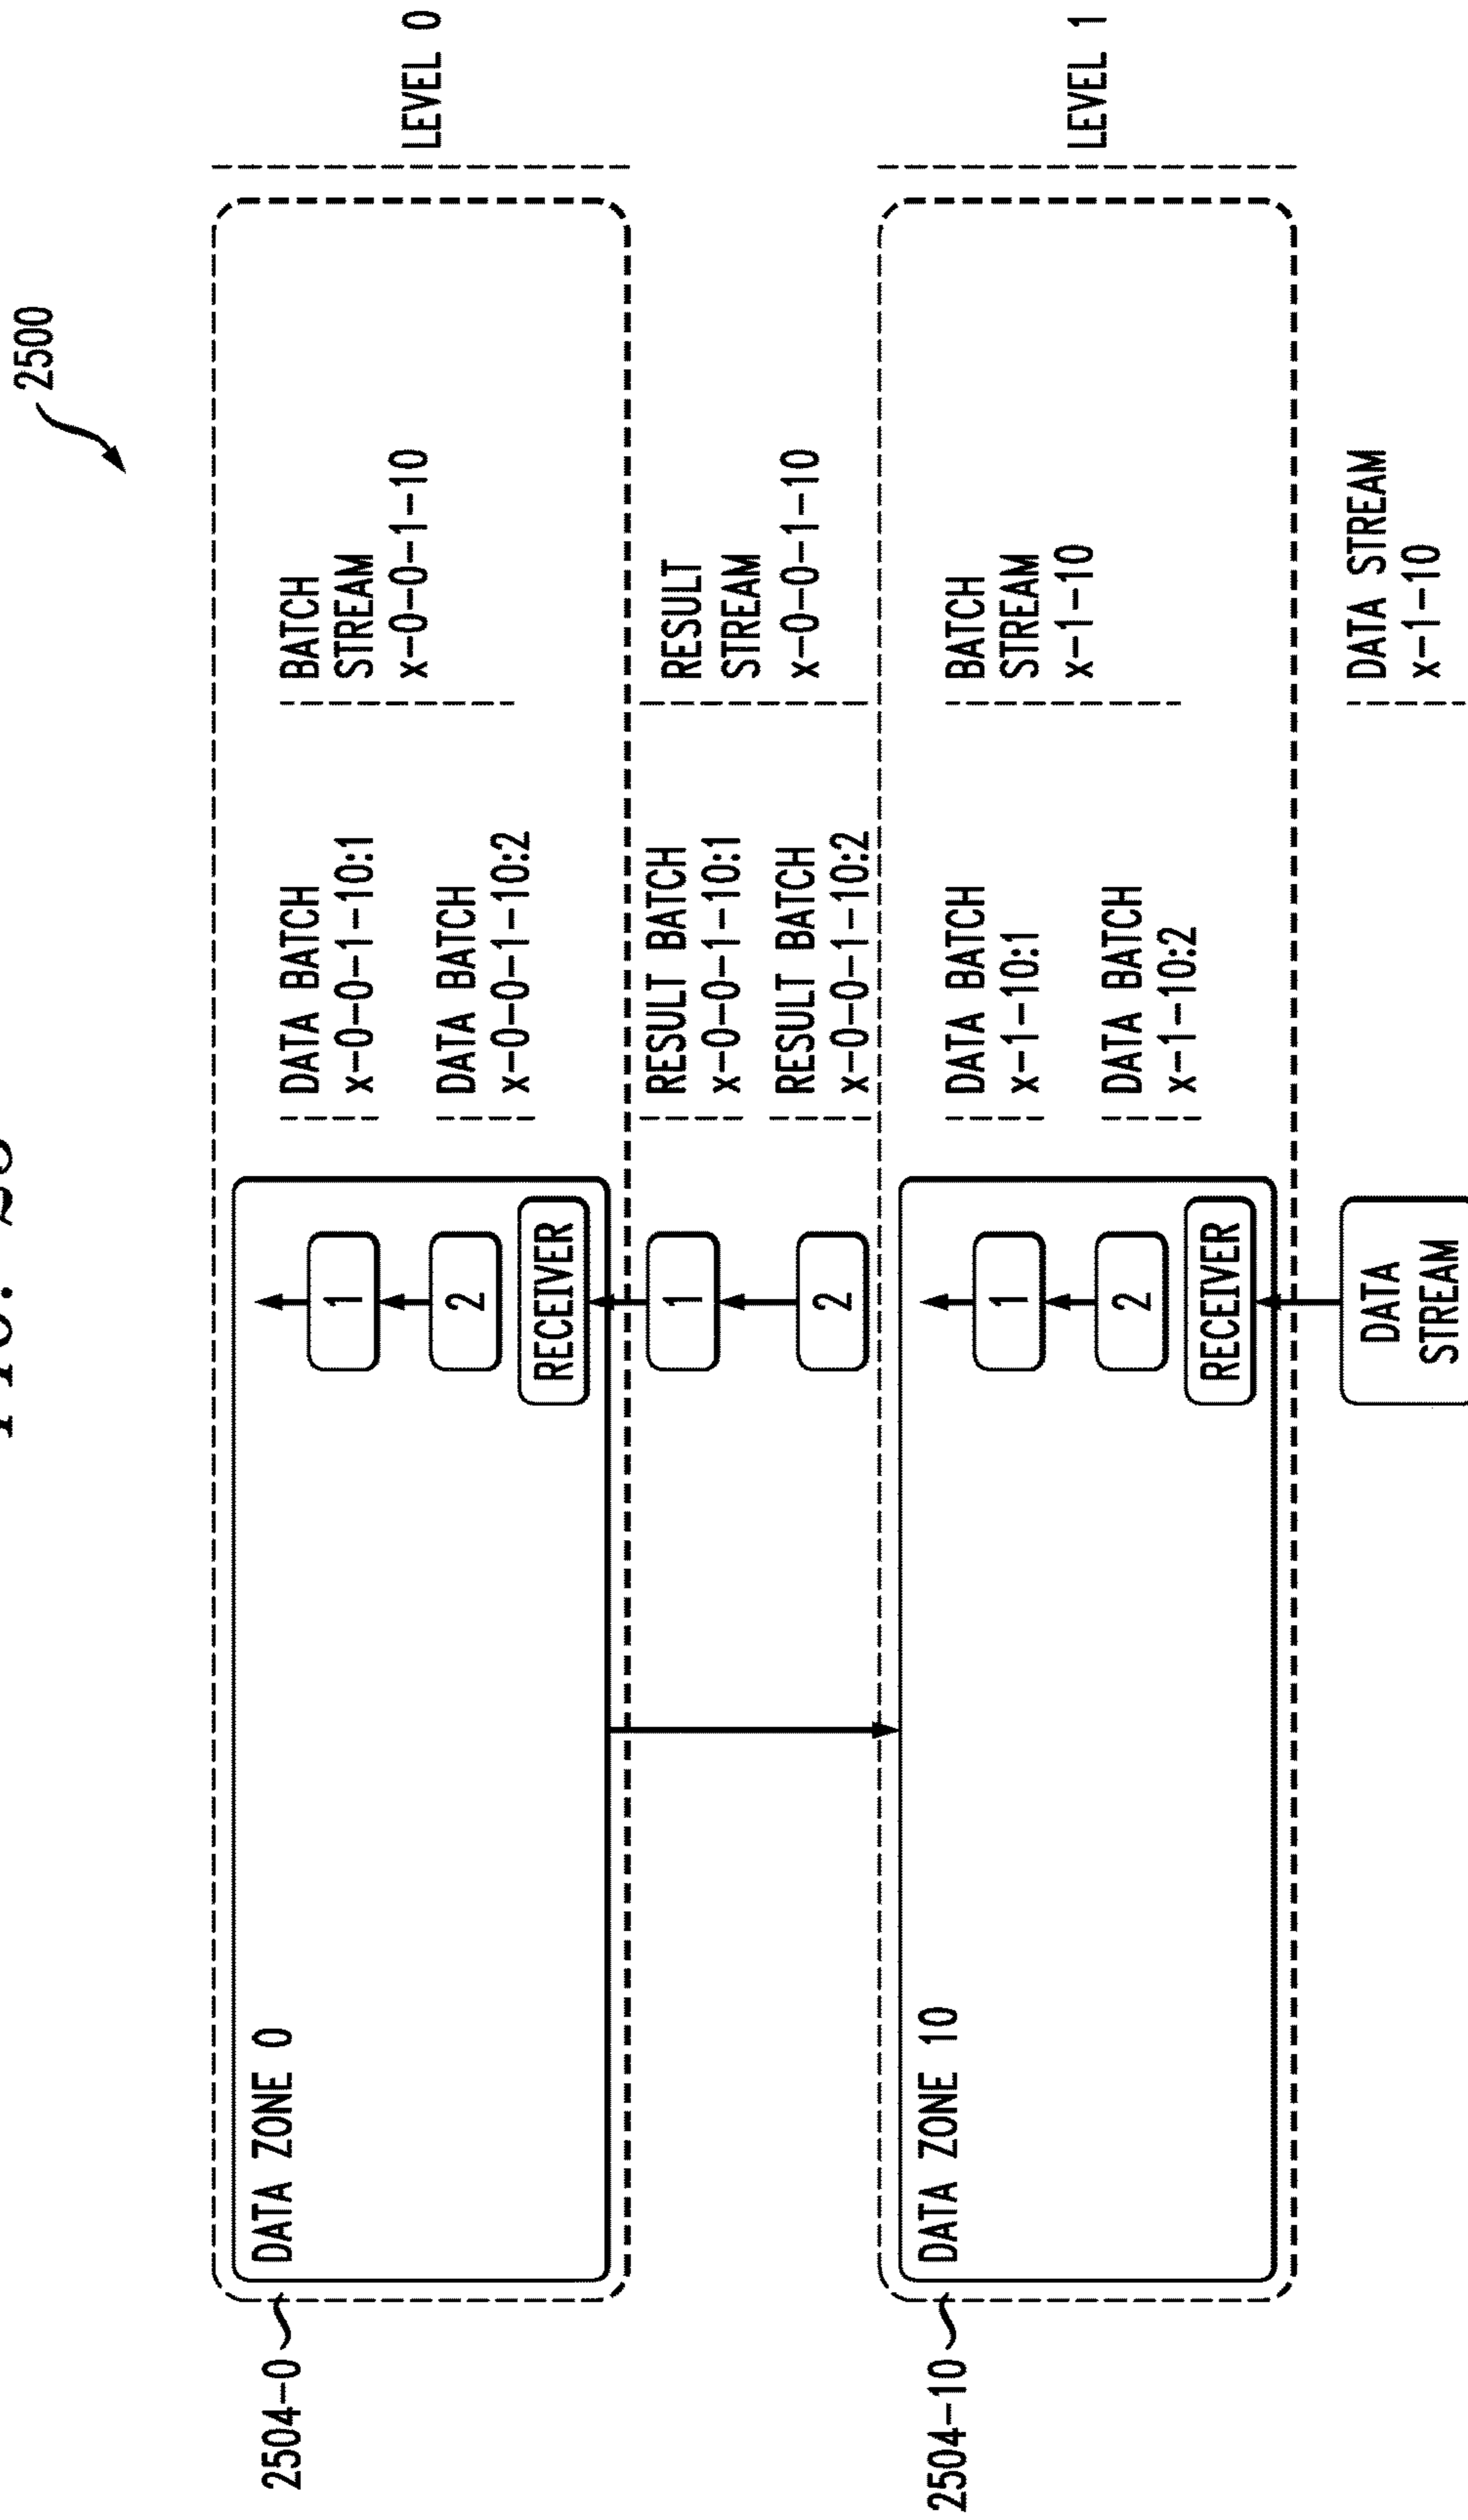 2500
2504-0
DATA ZONE 0
1
2
RECEIVER
DATA BATCH
x-0-0-1-10:1
DATA BATCH
x-0-0-1-10:2
BATCH
STREAM
x-0-0-1-10
LEVEL 0
1
2
RESULT BATCH
x-0-0-1-10:1
RESULT BATCH
x-0-0-1-10:2
RESULT
STREAM
x-0-0-1-10
2504-10
DATA ZONE 10
1
2
RECEIVER
DATA BATCH
x-1-10:1
DATA BATCH
x-1-10:2
BATCH
STREAM
x-1-10
LEVEL 1
DATA
STREAM
DATA STREAM
x-1-10